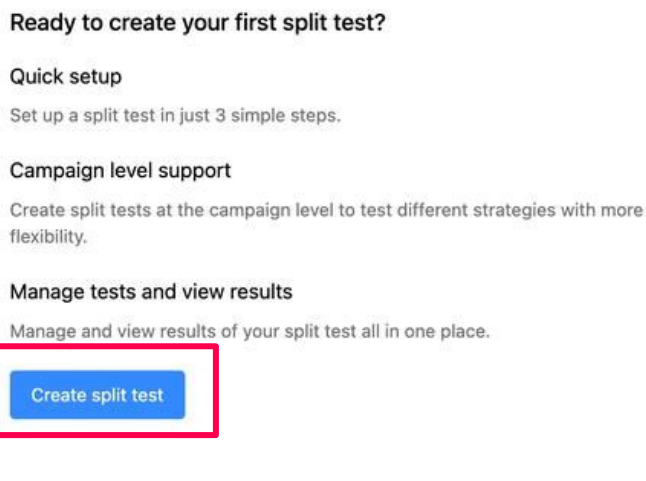 Ready to create your first split test?
Quick setup
Set up a split test in just 3 simple steps.
Campaign level support
Create split tests at the campaign level to test different strategies with more
flexibility.
Manage tests and view results
Manage and view results of your split test all in one place.
Create split test